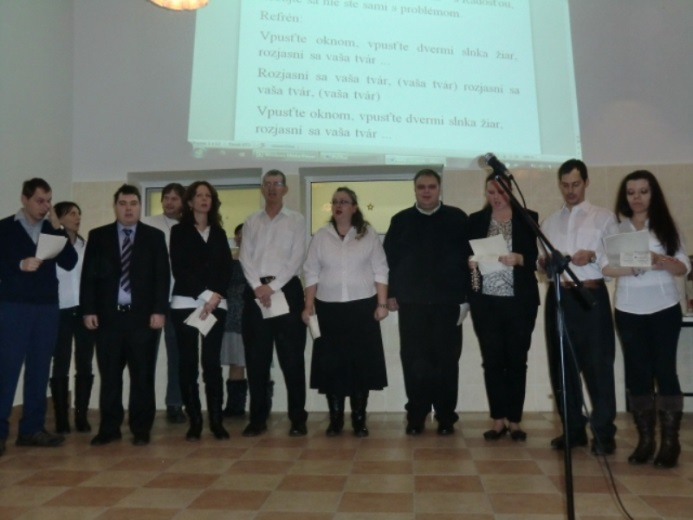 sa nie ste sami s problémom.
Refrén:
Vpusťte oknom, vpusťte dvermi slnka žiar,
rozjasní sa vaša tvár ...
Rozjasní sa vaša tvár, (vaša tvár) rozjasní sa
vaša tvár, (vaša tvár)
Vpusťte oknom, vpusťte dvermi slnka žiar,
rozjasní sa vaša tvár ...